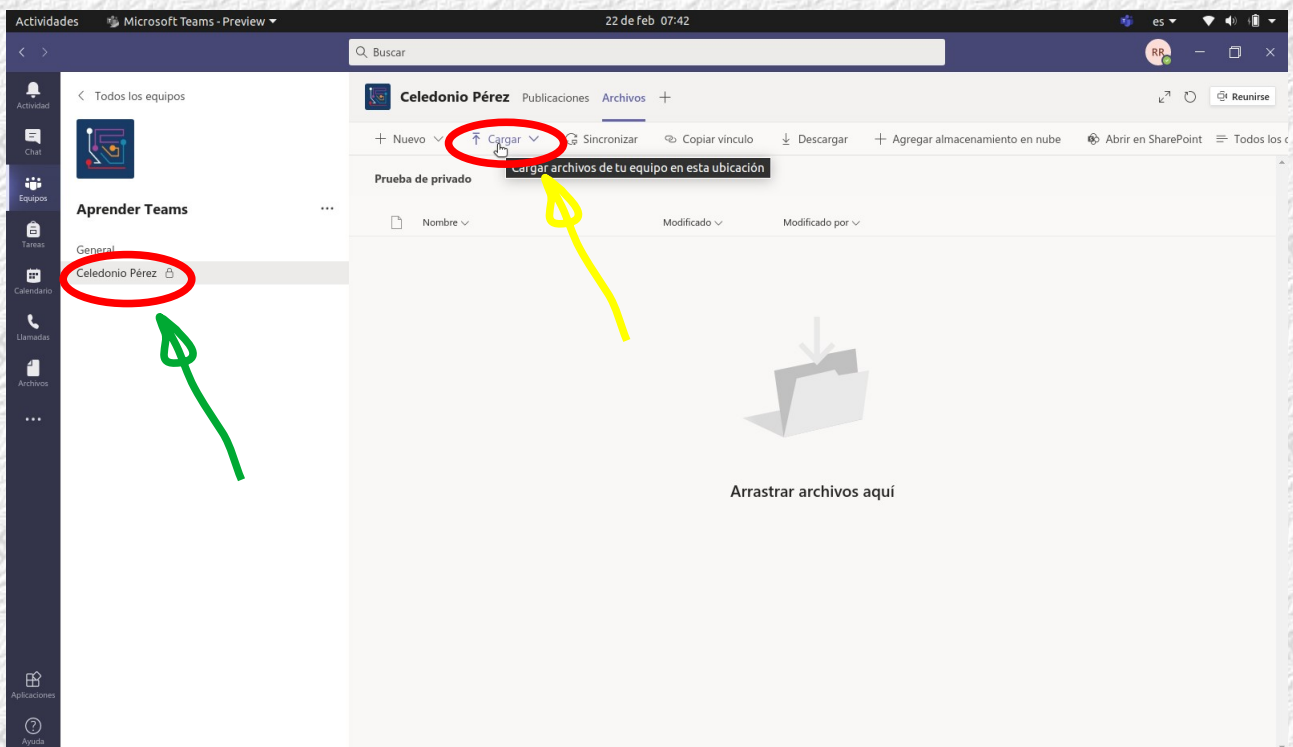 Actividades Microsoft Teams - Preview 22 de feb 07:42 es
Buscar RR
Actividad
Chat
Equipos
Tareas
Calendario
Llamadas
Archivos
Aplicaciones
Ayuda
Todos los equipos
Aprender Teams
General
Celedonio Pérez
Celedonio Pérez Publicaciones Archivos Reunirse
Nuevo Cargar Sincronizar Copiar vínculo Descargar Agregar almacenamiento en nube Abrir en SharePoint Todos los
Cargar archivos de tu equipo en esta ubicación
Prueba de privado
Nombre Modificado Modificado por
Arrastrar archivos aquí